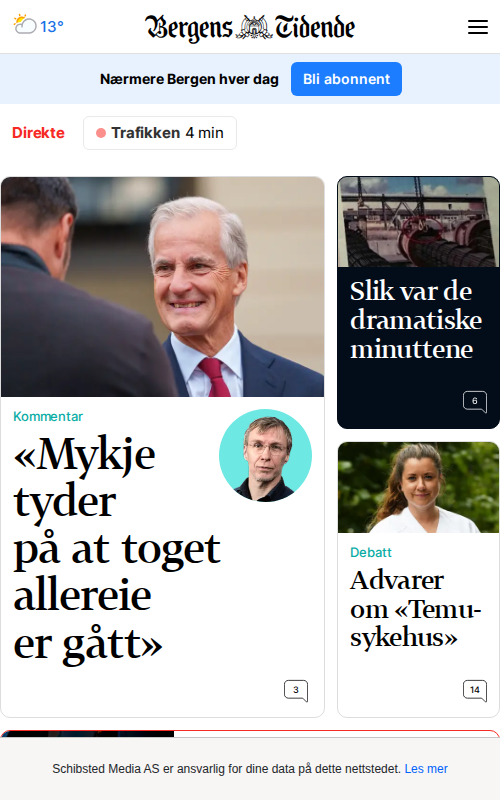 13°
Bergens Tidende
Nærmere Bergen hver dag
Bli abonnent
Direkte
Trafikken 4 min
Kommentar
«Mykje
tyder
på at toget
allereie
er gått»
3
Slik var de
dramatiske
minuttene
6
Debatt
Advarer
om «Temu-
sykehus»
14
Schibsted Media AS er ansvarlig for dine data på dette nettstedet. Les mer